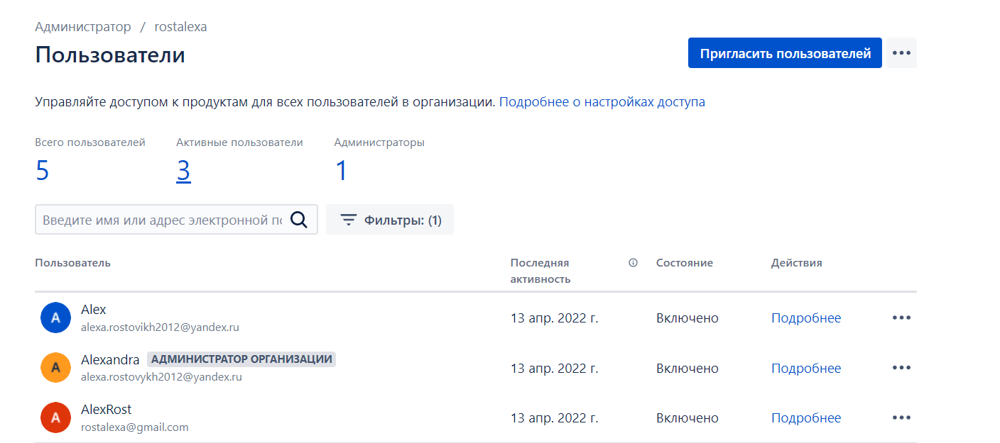 Администратор / rostalexa
Пользователи
Пригласить пользователей
Управляйте доступом к продуктам для всех пользователей в организации. Подробнее о настройках доступа
Всего пользователей Активные пользователи Администраторы
5 3 1
Введите имя или адрес электронной пс Фильтры: (1)
Пользователь Последняя активность Состояние Действия
A Alex
alexa.rostovikh2012@yandex.ru 13 апр. 2022 г. Включено Подробнее
A Alexandra АДМИНИСТРАТОР ОРГАНИЗАЦИИ
alexa.rostovykh2012@yandex.ru 13 апр. 2022 г. Включено Подробнее
A AlexRost
rostalexa@gmail.com 13 апр. 2022 г. Включено Подробнее